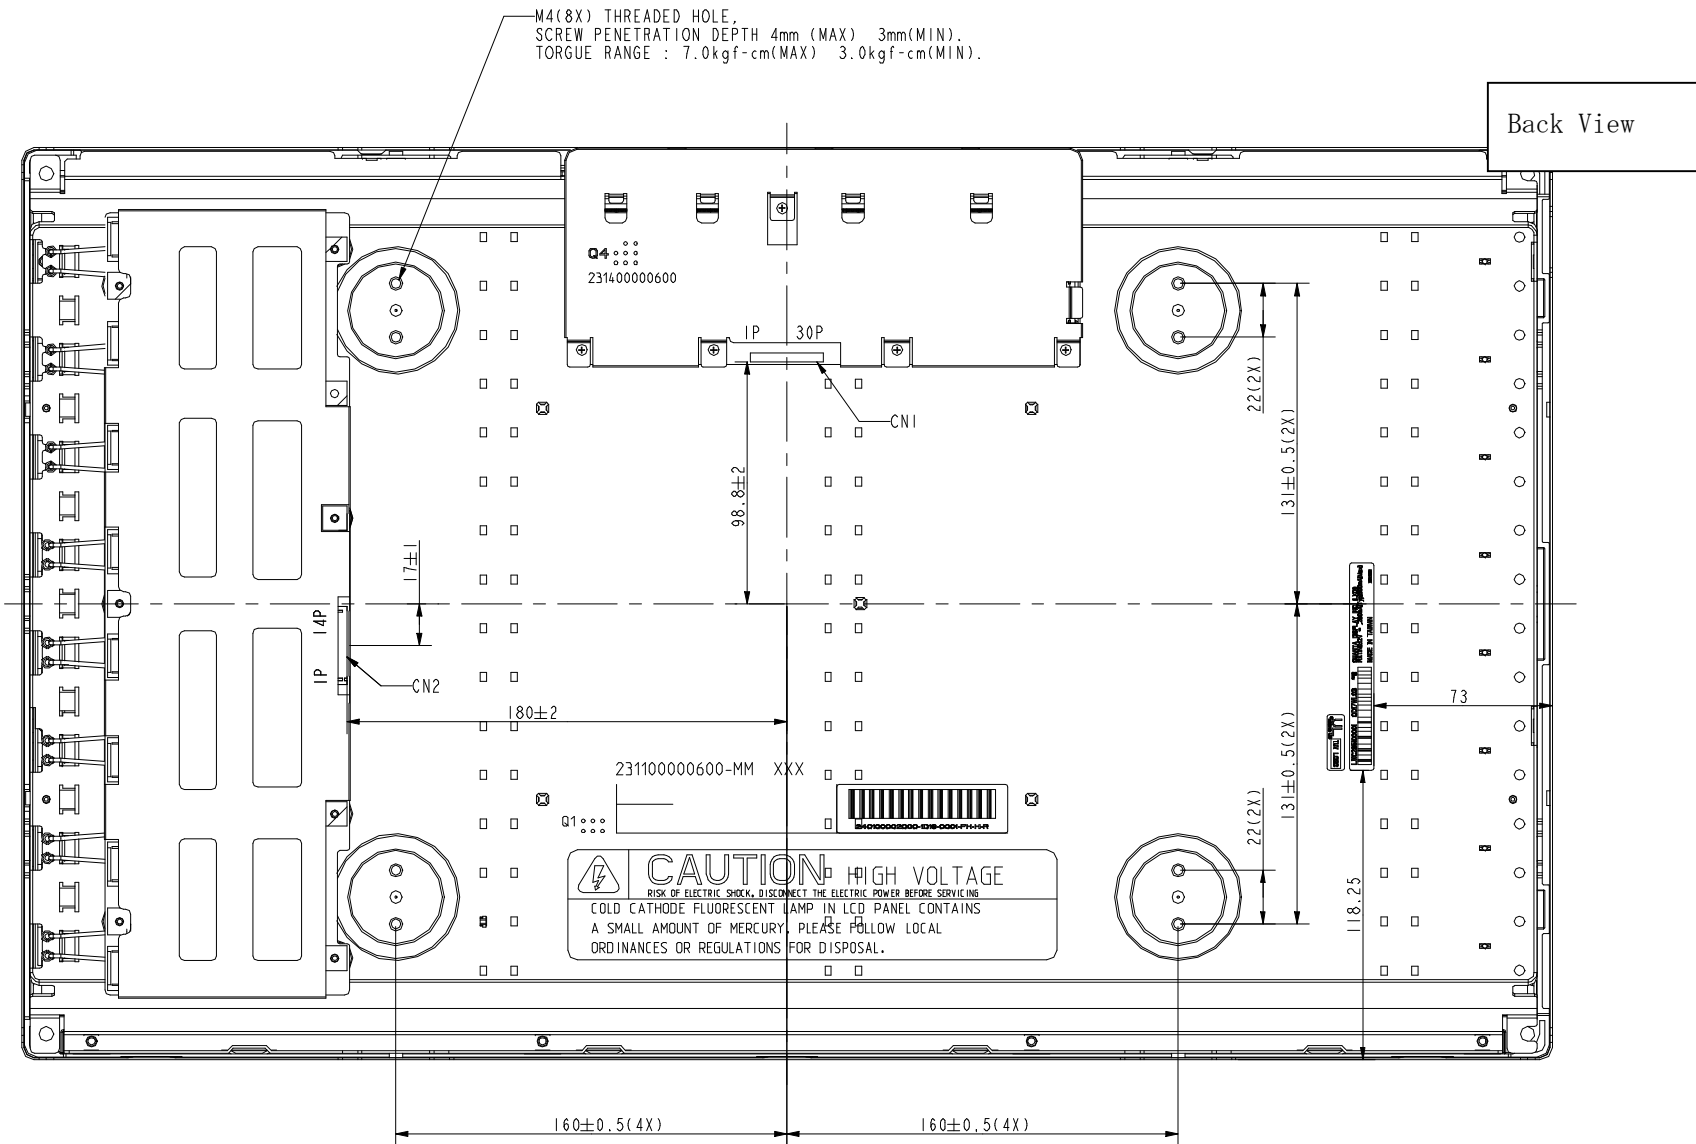 M4(8X) THREADED HOLE,
SCREW PENETRATION DEPTH 4mm (MAX) 3mm(MIN).
TORGUE RANGE : 7.0kgf-cm(MAX) 3.0kgf-cm(MIN).
Back View
Q4
231400000600
1P 30P
CN1
22(2X)
131±0.5(2X)
98.8±2
17±1
14P
1P
CN2
180±2
MADE IN TAIWAN
73
131±0.5(2X)
22(2X)
118.25
231100000600-MM XXX
Q1
CAUTION HIGH VOLTAGE
RISK OF ELECTRIC SHOCK, DISCONNECT THE ELECTRIC POWER BEFORE SERVICING
COLD CATHODE FLUORESCENT LAMP IN LCD PANEL CONTAINS
A SMALL AMOUNT OF MERCURY, PLEASE FOLLOW LOCAL
ORDINANCES OR REGULATIONS FOR DISPOSAL.
160±0.5(4X)
160±0.5(4X)